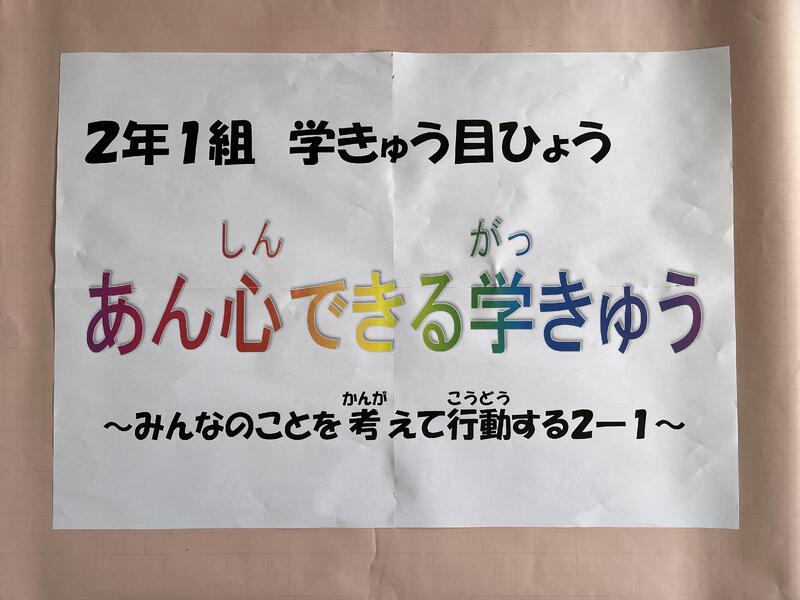 2年1組 学きゅう目ひょう
しん がっ
あん心できる学きゅう
かんが こうどう
～みんなのことを考えて行動する2－1～